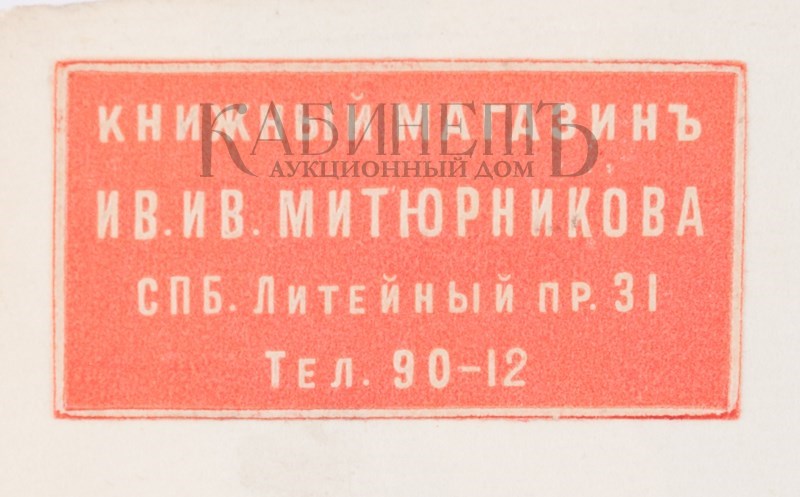 КНИЖНЫЙ МАГАЗИНЪ
КАБИНЕТЪ
АУКЦИОННЫЙ ДОМ
ИВ. ИВ. МИТЮРНИКОВА
СПБ. ЛИТЕЙНЫЙ ПР. 31
ТЕЛ. 90-12